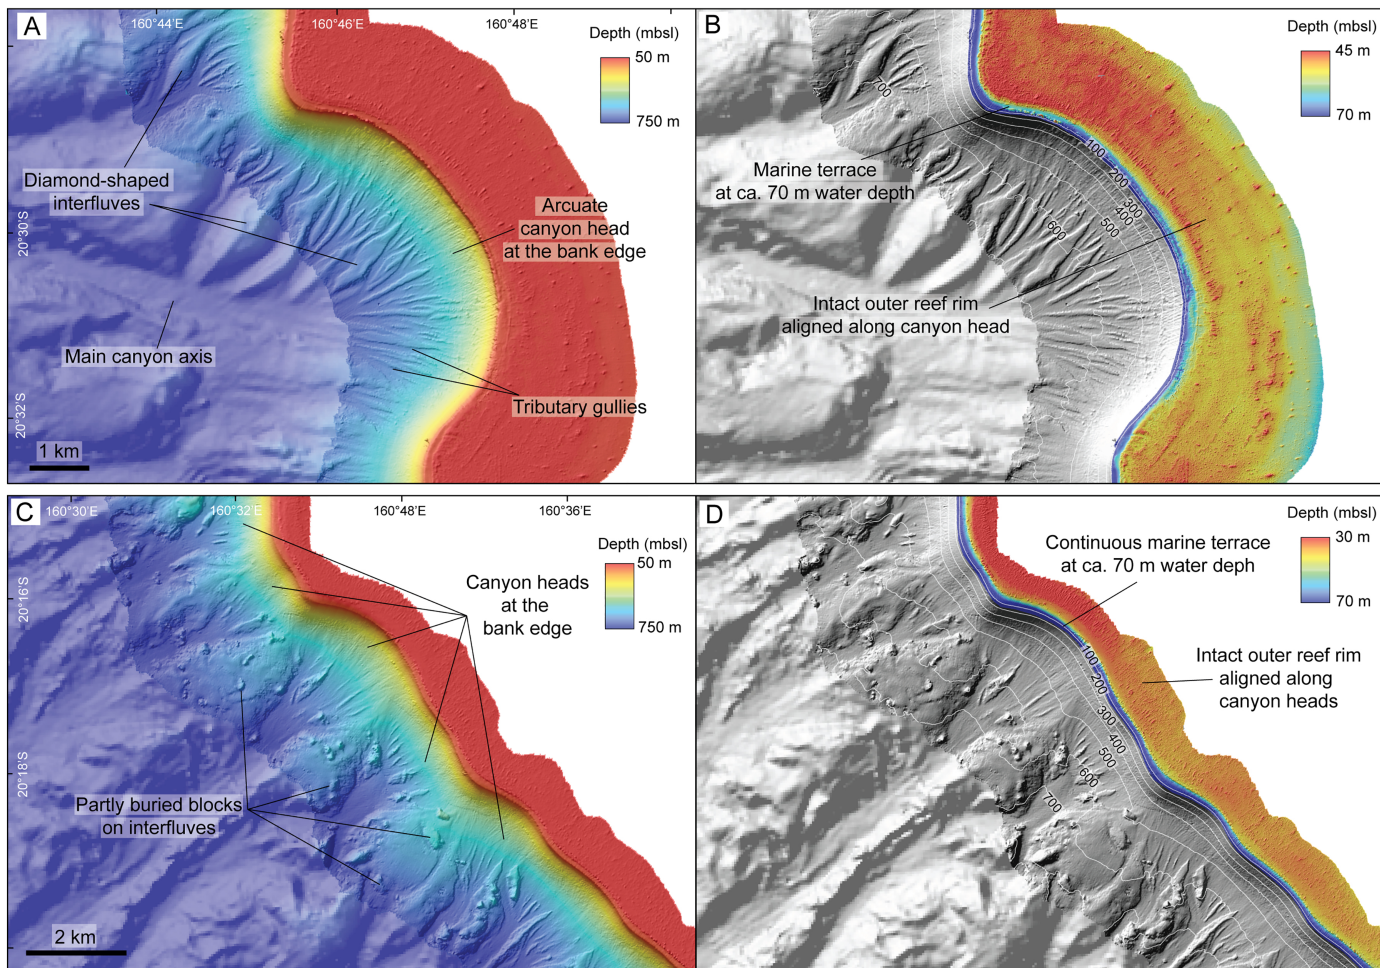 A
160°44'E
160°46'E
160°48'E
Depth (mbsl)
50 m
750 m
Diamond-shaped
interfluves
Arcuate
canyon head
at the bank edge
20°30'S
Main canyon axis
Tributary gullies
20°32'S
1 km
B
Depth (mbsl)
45 m
70 m
700
Marine terrace
at ca. 70 m water depth
100
200
300
400
500
600
Intact outer reef rim
aligned along canyon head
C
160°30'E
160°32'E
160°48'E
160°36'E
Depth (mbsl)
50 m
750 m
Canyon heads
at the
bank edge
20°16'S
20°18'S
Partly buried blocks
on interfluves
2 km
D
Depth (mbsl)
30 m
70 m
Continuous marine terrace
at ca. 70 m water deph
Intact outer reef rim
aligned along
canyon heads
100
200
300
400
500
600
700